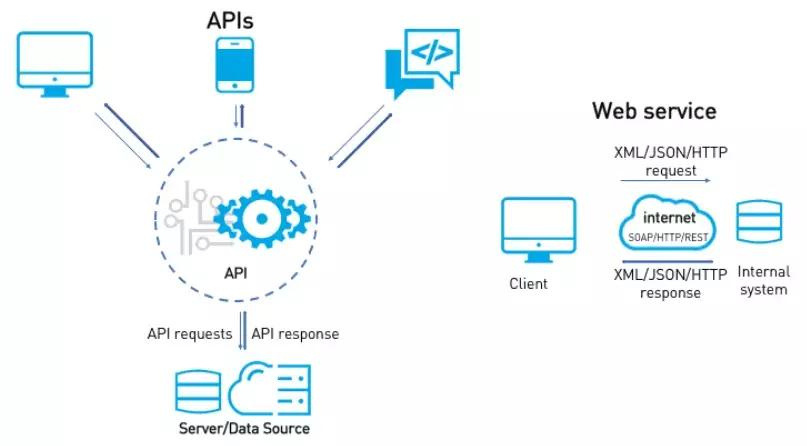 APIs
</>
API
API requests
API response
Server/Data Source
Web service
XML/JSON/HTTP
request
internet
SOAP/HTTP/REST
XML/JSON/HTTP
response
Client
Internal
system